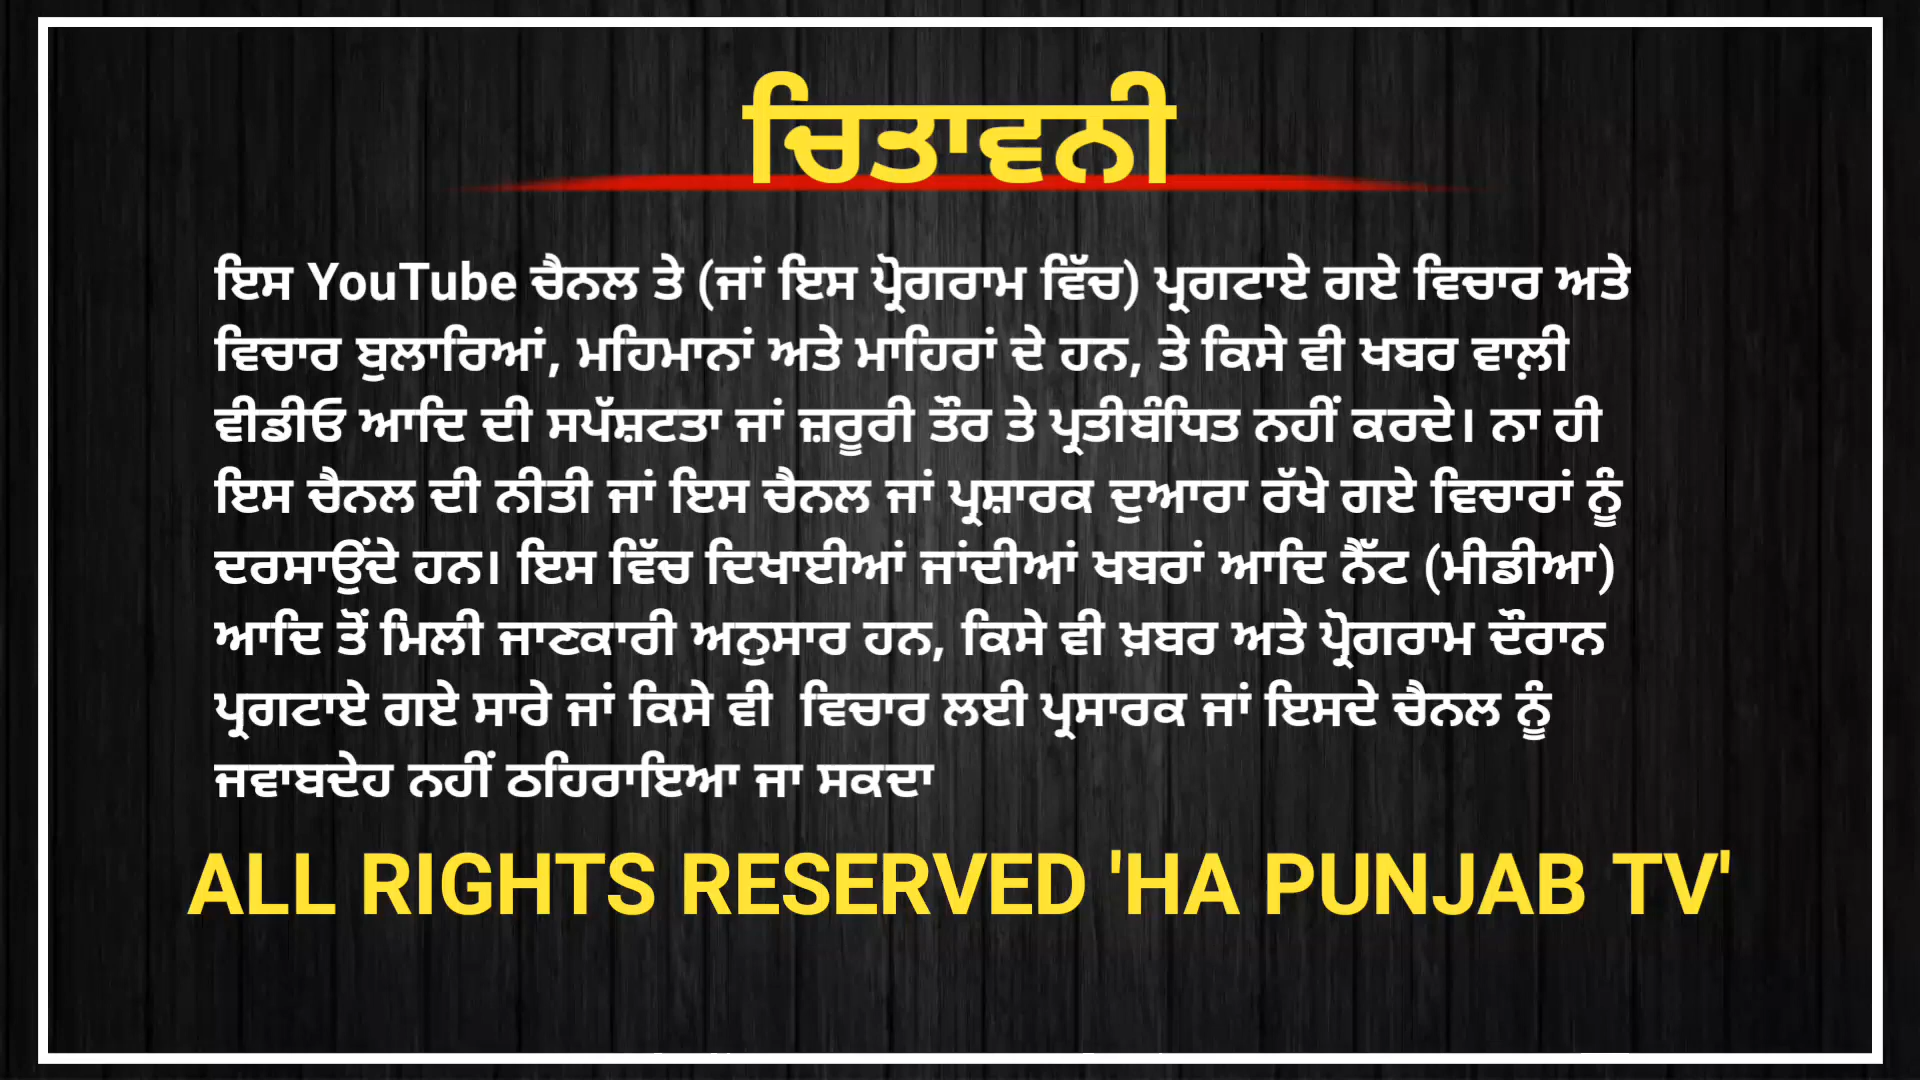 ਚਿਤਾਵਨੀ
ਇਸ YouTube ਚੈਨਲ ਤੇ (ਜਾਂ ਇਸ ਪ੍ਰੋਗਰਾਮ ਵਿੱਚ) ਪ੍ਰਗਟਾਏ ਗਏ ਵਿਚਾਰ ਅਤੇ
ਵਿਚਾਰ ਬੁਲਾਰਿਆਂ, ਮਹਿਮਾਨਾਂ ਅਤੇ ਮਾਹਿਰਾਂ ਦੇ ਹਨ, ਤੇ ਕਿਸੇ ਵੀ ਖਬਰ ਵਾਲ਼ੀ
ਵੀਡੀਓ ਆਦਿ ਦੀ ਸਪੱਸ਼ਟਤਾ ਜਾਂ ਜ਼ਰੂਰੀ ਤੌਰ ਤੇ ਪ੍ਰਤੀਬੰਧਿਤ ਨਹੀਂ ਕਰਦੇ। ਨਾ ਹੀ
ਇਸ ਚੈਨਲ ਦੀ ਨੀਤੀ ਜਾਂ ਇਸ ਚੈਨਲ ਜਾਂ ਪ੍ਰਸ਼ਾਰਕ ਦੁਆਰਾ ਰੱਖੇ ਗਏ ਵਿਚਾਰਾਂ ਨੂੰ
ਦਰਸਾਉਂਦੇ ਹਨ। ਇਸ ਵਿੱਚ ਦਿਖਾਈਆਂ ਜਾਂਦੀਆਂ ਖਬਰਾਂ ਆਦਿ ਨੈੱਟ (ਮੀਡੀਆ)
ਆਦਿ ਤੋਂ ਮਿਲੀ ਜਾਣਕਾਰੀ ਅਨੁਸਾਰ ਹਨ, ਕਿਸੇ ਵੀ ਖ਼ਬਰ ਅਤੇ ਪ੍ਰੋਗਰਾਮ ਦੌਰਾਨ
ਪ੍ਰਗਟਾਏ ਗਏ ਸਾਰੇ ਜਾਂ ਕਿਸੇ ਵੀ  ਵਿਚਾਰ ਲਈ ਪ੍ਰਸਾਰਕ ਜਾਂ ਇਸਦੇ ਚੈਨਲ ਨੂੰ
ਜਵਾਬਦੇਹ ਨਹੀਂ ਠਹਿਰਾਇਆ ਜਾ ਸਕਦਾ
ALL RIGHTS RESERVED 'HA PUNJAB TV'